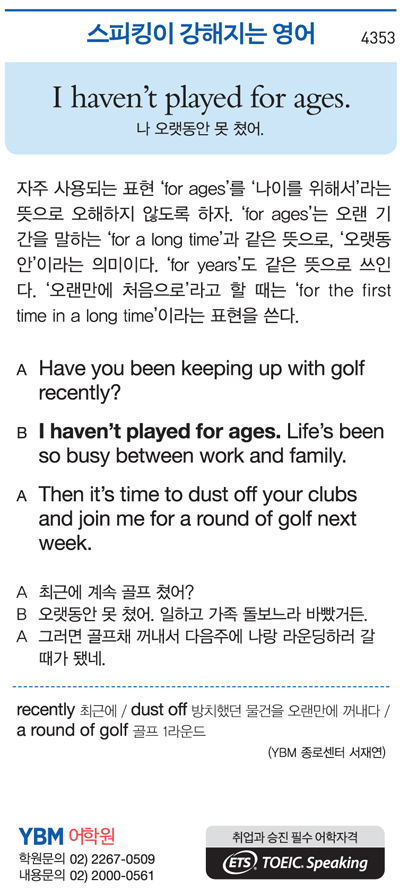 스피킹이 강해지는 영어 4353
I haven't played for ages.
나 오랫동안 못 쳤어.
자주 사용되는 표현 'for ages'를 '나이를 위해서'라는
뜻으로 오해하지 않도록 하자. 'for ages'는 오랜 기
간을 말하는 'for a long time'과 같은 뜻으로, '오랫동
안'이라는 의미이다. 'for years'도 같은 뜻으로 쓰인
다. '오랜만에 처음으로'라고 할 때는 'for the first
time in a long time'이라는 표현을 쓴다.
A Have you been keeping up with golf
recently?
B I haven't played for ages. Life's been
so busy between work and family.
A Then it's time to dust off your clubs
and join me for a round of golf next
week.
A 최근에 계속 골프 쳤어?
B 오랫동안 못 쳤어. 일하고 가족 돌보느라 바빴거든.
A 그러면 골프채 꺼내서 다음주에 나랑 라운딩하러 갈
때가 됐네.
recently 최근에 / dust off 방치했던 물건을 오랜만에 꺼내다 /
a round of golf 골프 1라운드
(YBM 종로센터 서재연)
YBM 어학원
학원문의 02) 2267-0509
내용문의 02) 2000-0561
취업과 승진 필수 어학자격
ETS TOEIC. Speaking